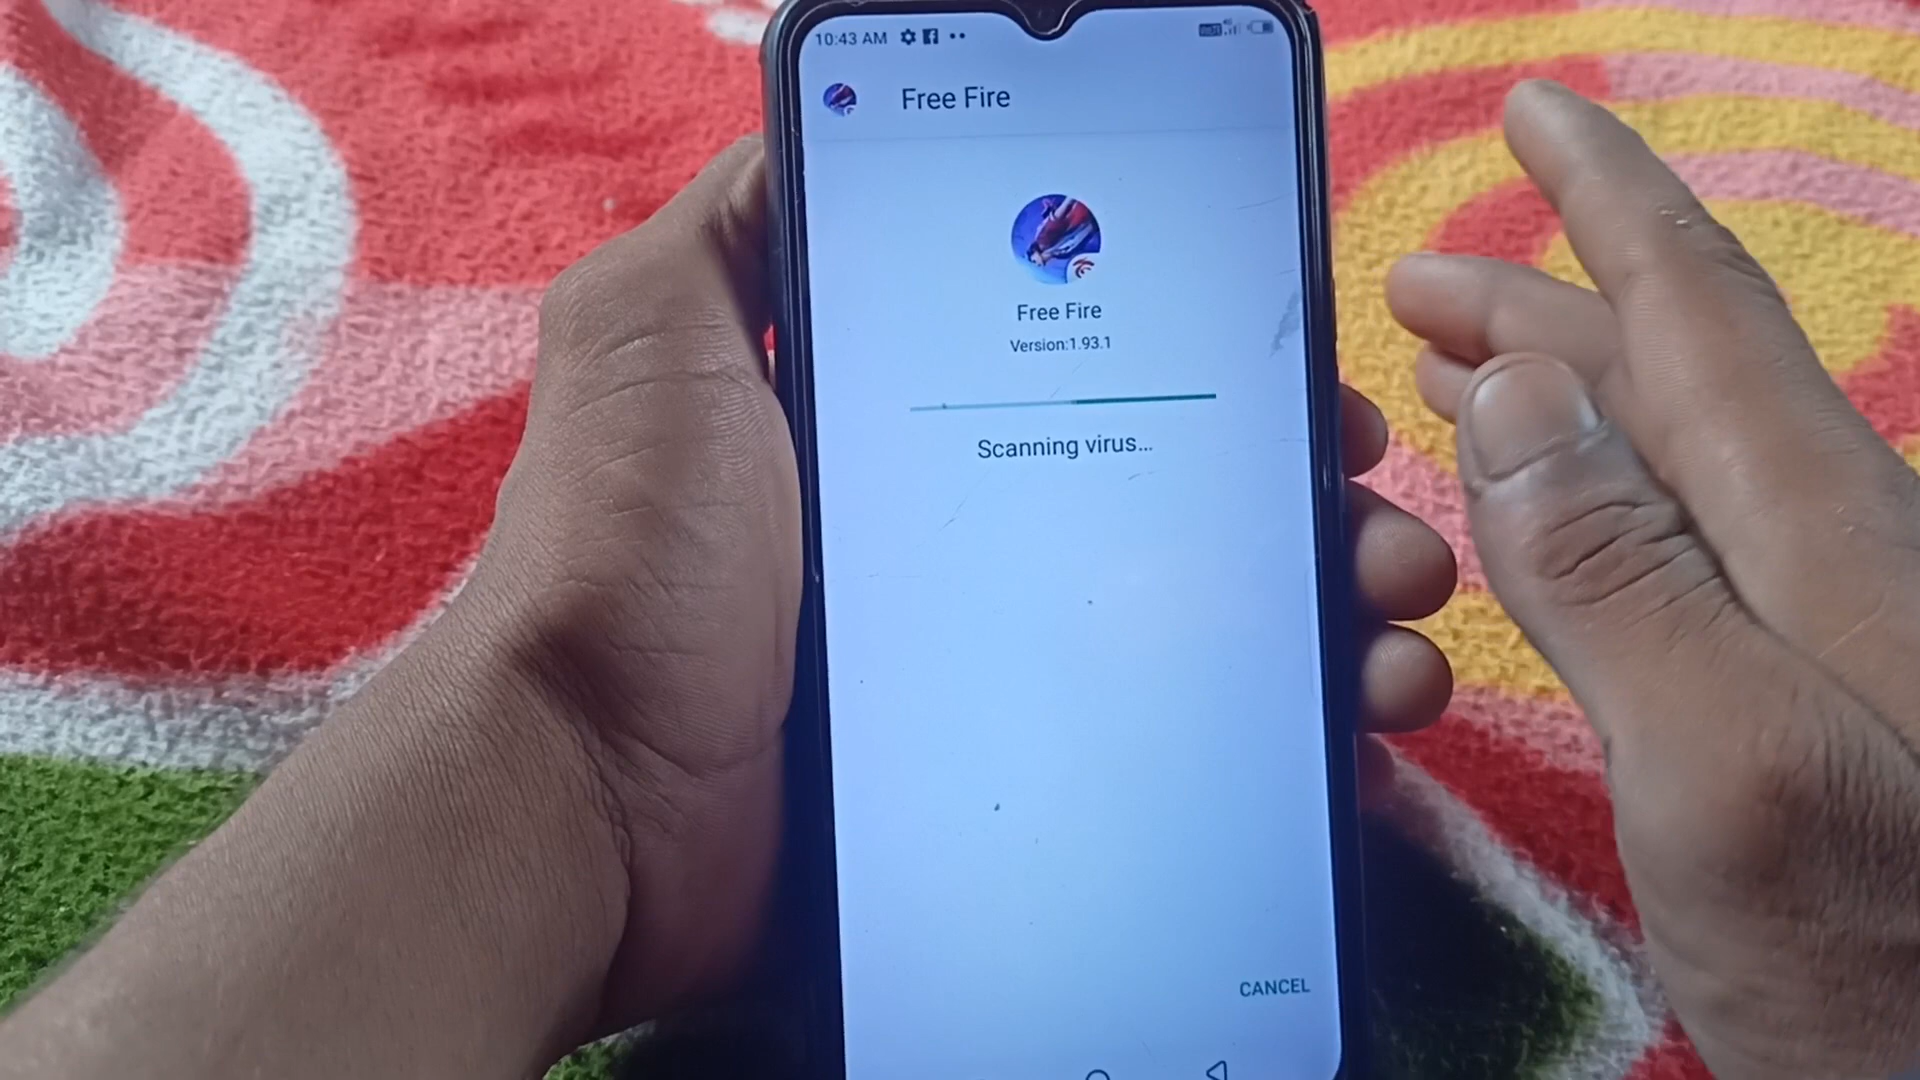 10:43 AM
Free Fire
Free Fire
Version:1.93.1
Scanning virus...
CANCEL